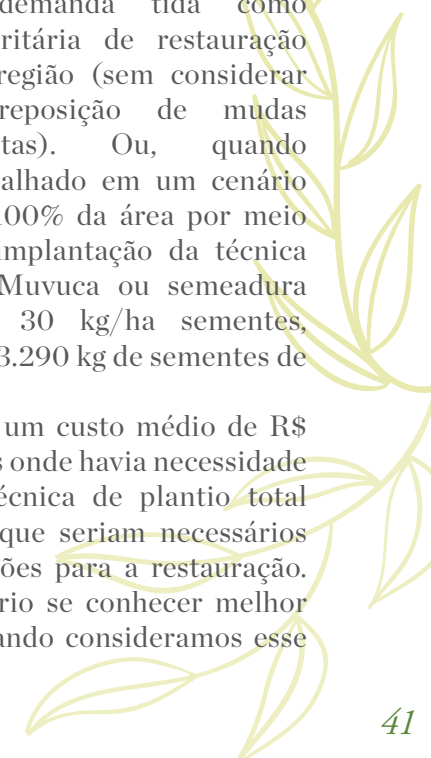 demanda tida como
ritária de restauração
região (sem considerar
reposição de mudas
tas). Ou, quando
alhado em um cenário
100% da área por meio
implantação da técnica
Muvuca ou semeadura
30 kg/ha sementes,
3.290 kg de sementes de
um custo médio de R$
s onde havia necessidade
écnica de plantio total
que seriam necessários
ões para a restauração.
rio se conhecer melhor
ando consideramos esse
41